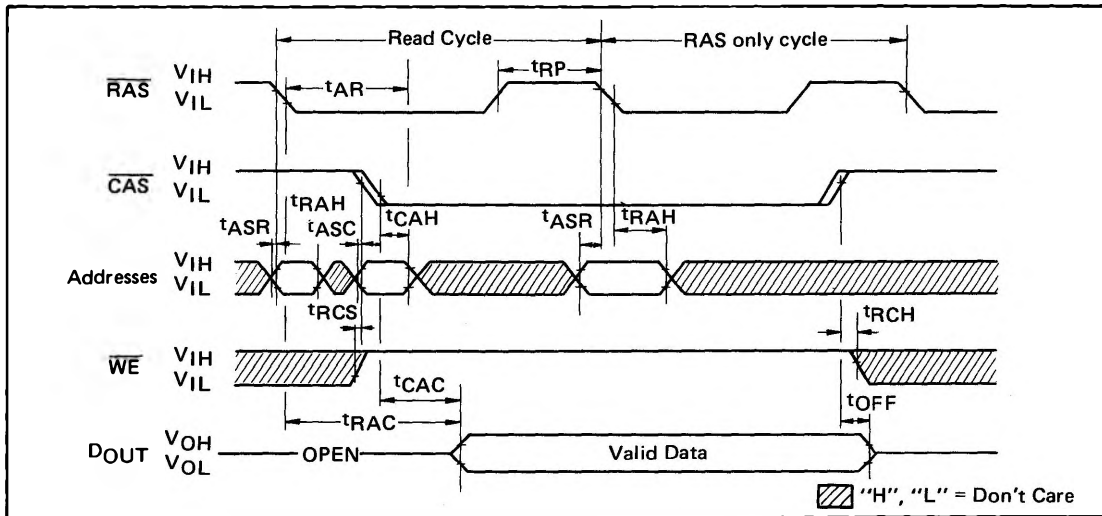 Read Cycle
RAS only cycle
tRP
tAR
RAS VIH
VIL
CAS VIH
VIL
tRAH
tCAH
tASR
tASC
tASR
tRAH
Addresses VIH
VIL
tRCS
tRCH
WE VIH
VIL
tCAC
tOFF
tRAC
DOUT VOH
VOL
OPEN
Valid Data
"H", "L" = Don't Care